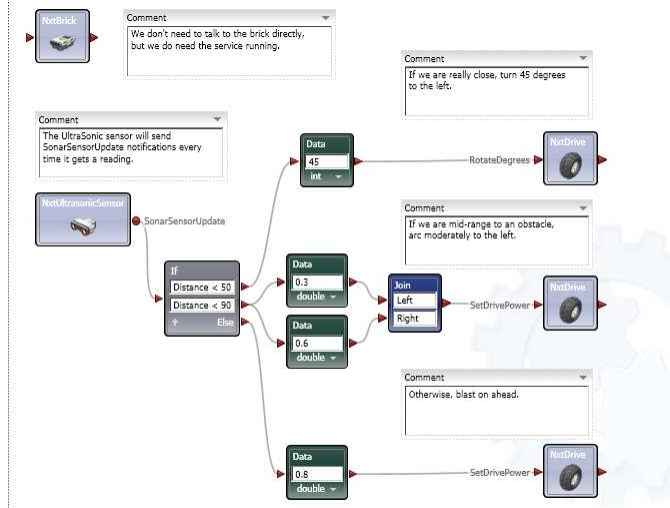 NxtBrick
Comment
We don't need to talk to the brick directly,
but we do need the service running.
Comment
If we are really close, turn 45 degrees
to the left.
Comment
The UltraSonic sensor will send
SonarSensorUpdate notifications every
time it gets a reading.
Data
45
int
RotateDegrees
NxtDrive
NxtUltrasonicSensor
SonarSensorUpdate
Comment
If we are mid-range to an obstacle,
arc moderately to the left.
If
Distance < 50
Distance < 90
+ Else
Data
0.3
double
Data
0.6
double
Join
Left
Right
SetDrivePower
NxtDrive
Comment
Otherwise, blast on ahead.
Data
0.8
double
SetDrivePower
NxtDrive